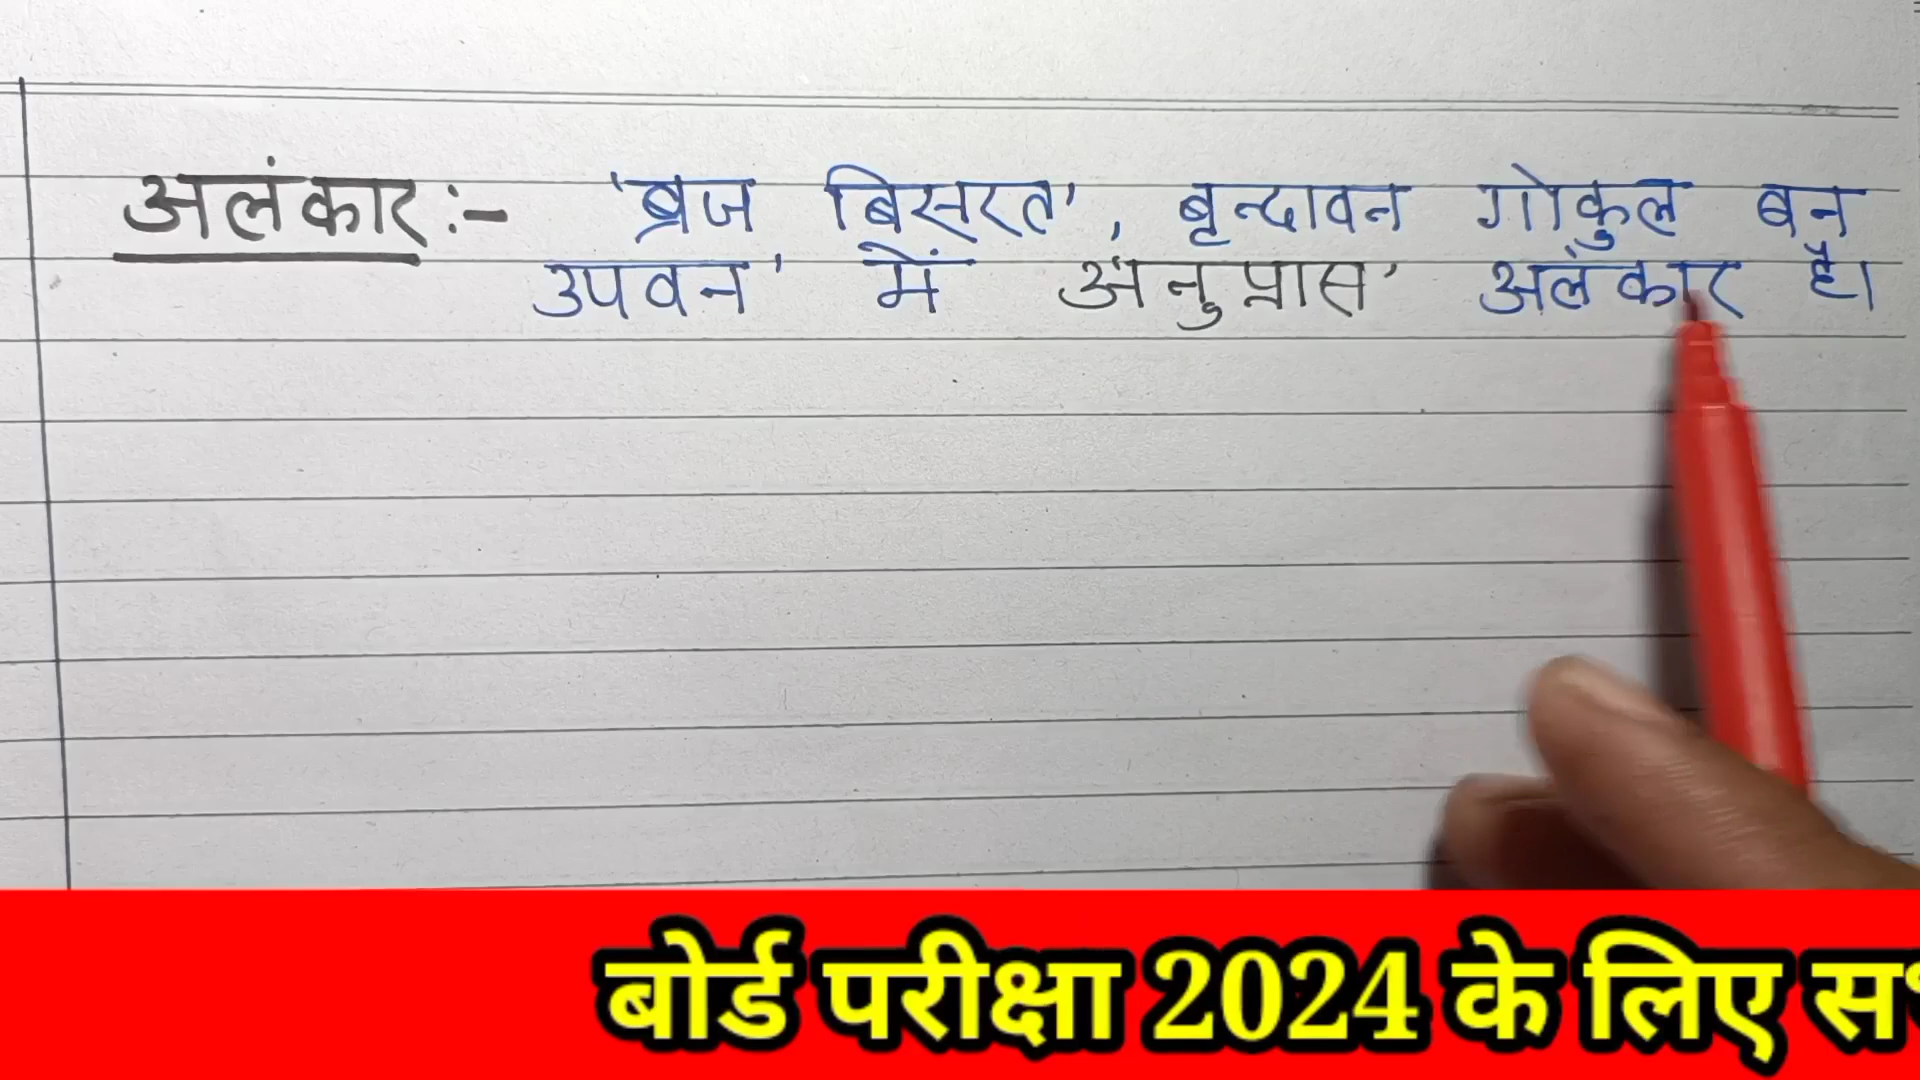 अलंकार:- 'ब्रज बिसरत', 'बृन्दावन गोकुल बन
उपवन' में 'अनुप्रास' अलंकार है।
बोर्ड परीक्षा 2024 के लिए